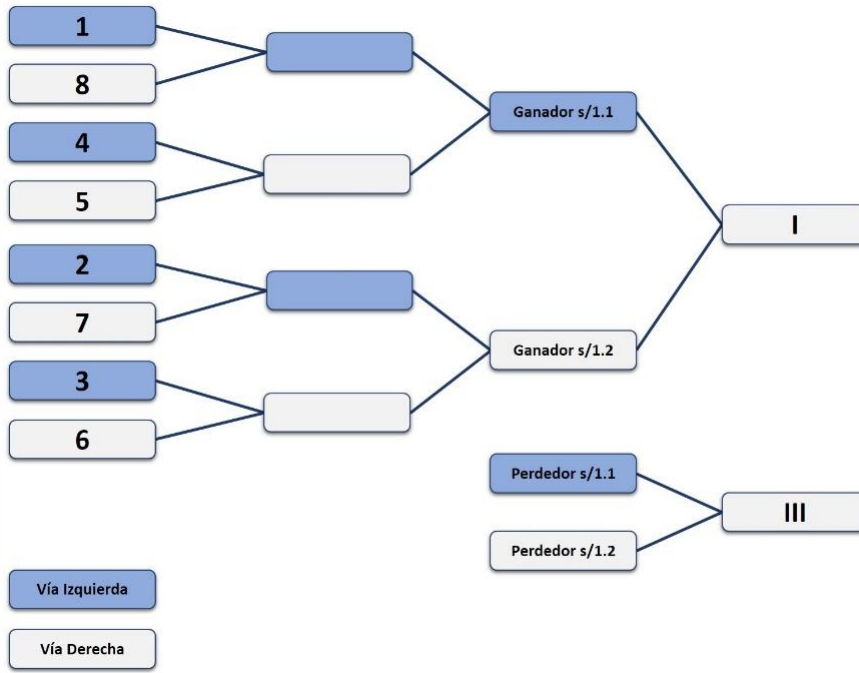 1
8
4
5
2
7
3
6
Ganador s/1.1
Ganador s/1.2
I
Perdedor s/1.1
Perdedor s/1.2
III
Vía Izquierda
Vía Derecha